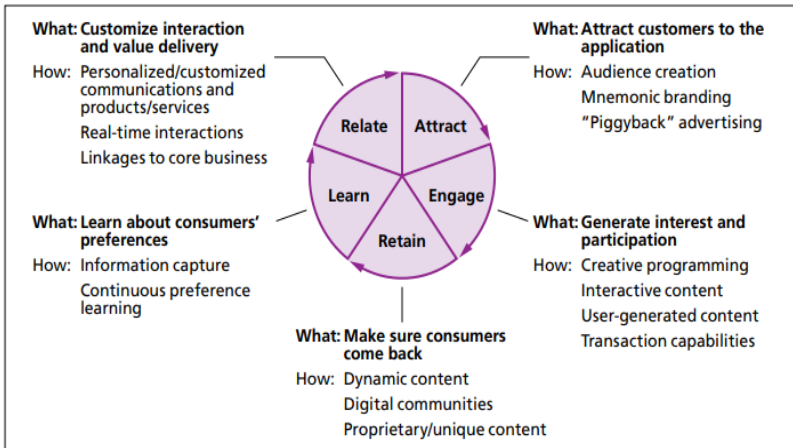 What: Customize interaction
and value delivery
How: Personalized/customized
communications and
products/services
Real-time interactions
Linkages to core business
What: Attract customers to the
application
How: Audience creation
Mnemonic branding
“Piggyback” advertising
Relate
Attract
Learn
Engage
Retain
What: Learn about consumers’
preferences
How: Information capture
Continuous preference
learning
What: Generate interest and
participation
How: Creative programming
Interactive content
User-generated content
Transaction capabilities
What: Make sure consumers
come back
How: Dynamic content
Digital communities
Proprietary/unique content